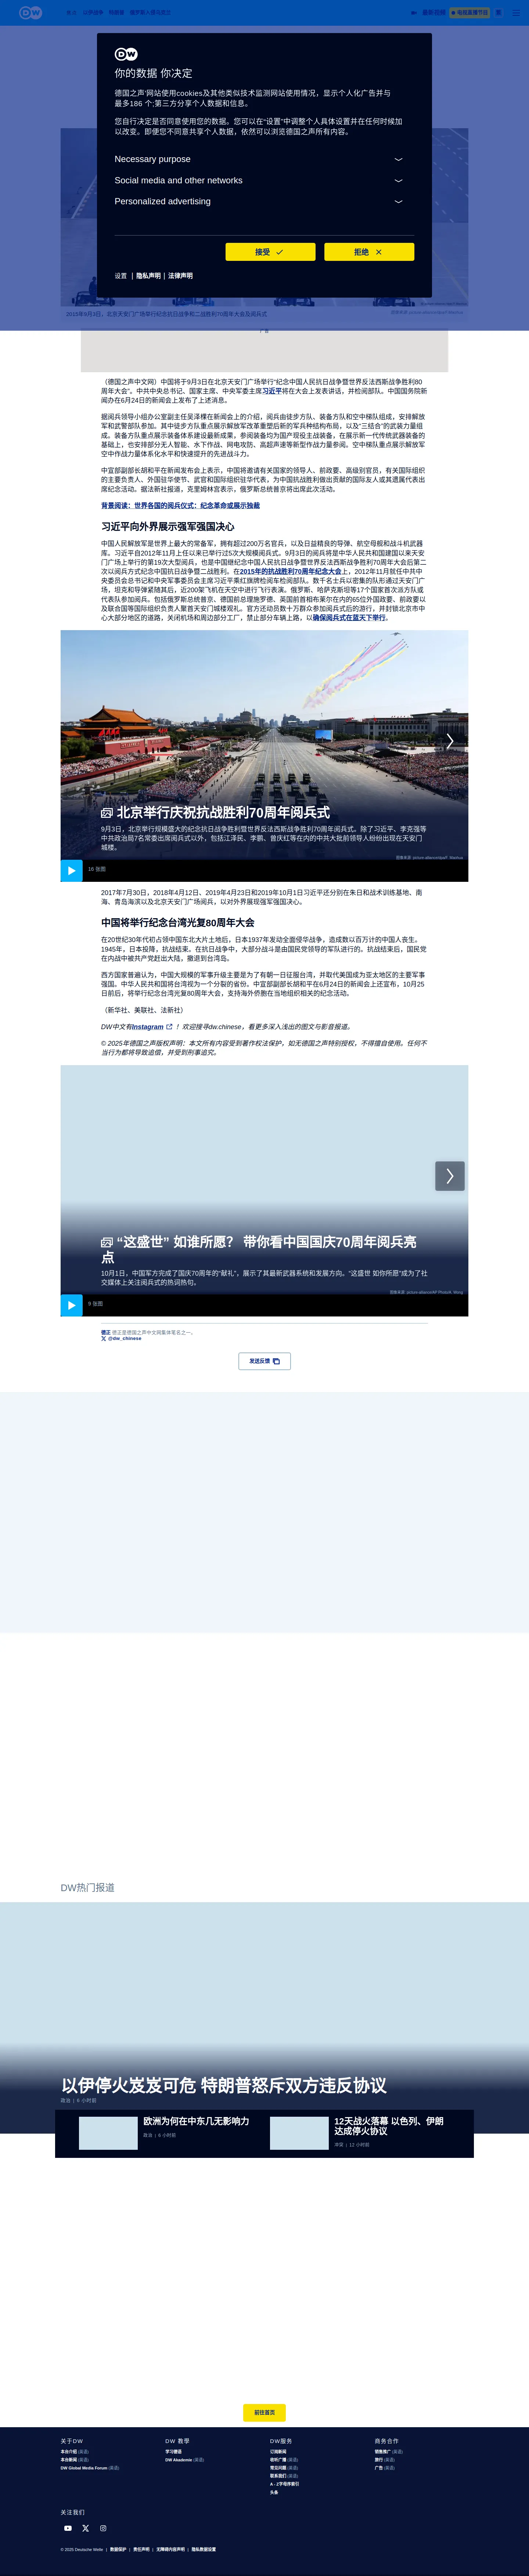 DW
最新视频
电视直播节目
DW
你的数据 你决定
德国之声'网站使用cookies及其他类似技术监测网站使用情况，显示个人化广告并与
最多186 个;第三方分享个人数据和信息。
您自行决定是否同意使用您的数据。您可以在"设置"中调整个人具体设置并在任何时候加
以改变。即便您不同意共享个人数据，依然可以浏览德国之声所有内容。
Necessary purpose
Social media and other networks
Personalized advertising
接受
拒绝
设置 | 隐私声明 | 法律声明
2015年9月3日，北京天安门广场举行纪念抗日战争和二战胜利70周年大会及阅兵式
广告
（德国之声中文网）中国将于9月3日在北京天安门广场举行"纪念中国人民抗日战争暨世界反法西斯战争胜利80
周年大会"。中共中央总书记、国家主席、中央军委主席习近平将在大会上发表讲话，并检阅部队。中国国务院新
闻办在6月24日的新闻会上发布了上述消息。
据阅兵领导小组办公室副主任吴泽棵在新闻会上的介绍，阅兵由徒步方队、装备方队和空中梯队组成，安排解放
军和武警部队参加。其中徒步方队重点展示解放军改革重塑后新的军兵种结构布局，以及"三结合"的武装力量组
成。装备方队重点展示装备体系建设最新成果，参阅装备均为国产现役主战装备，在展示新一代传统武器装备的
基础上，也安排部分无人智能、水下作战、网电攻防、高超声速等新型作战力量参阅。空中梯队重点展示解放军
空中作战力量体系化水平和快速提升的先进战斗力。
中宣部副部长胡和平在新闻发布会上表示，中国将邀请有关国家的领导人、前政要、高级别官员，有关国际组织
的主要负责人、外国驻华使节、武官和国际组织驻华代表，为中国抗战胜利做出贡献的国际友人或其遗属代表出
席纪念活动。据法新社报道，克里姆林宫表示，俄罗斯总统普京将出席此次活动。
背景阅读：世界各国的阅兵仪式：纪念革命或展示独裁
习近平向外界展示强军强国决心
中国人民解放军是世界上最大的常备军，拥有超过200万名官兵，以及日益精良的导弹、航空母舰和战斗机武器
库。习近平自2012年11月上任以来已举行过5次大规模阅兵式。9月3日的阅兵将是中华人民共和国建国以来天安
门广场上举行的第19次大型阅兵，也是中国继纪念中国人民抗日战争暨世界反法西斯战争胜利70周年大会后第二
次以阅兵方式纪念中国抗日战争暨二战胜利。在2015年的抗战胜利70周年纪念大会上，2012年11月就任中共中
央委员会总书记和中央军事委员会主席习近平乘红旗牌检阅车检阅部队。数千名士兵以密集的队形通过天安门广
场，坦克和导弹紧随其后，近200架飞机在天空中进行飞行表演。俄罗斯、哈萨克斯坦等17个国家首次派方队或
代表队参加阅兵。包括俄罗斯总统普京、德国前总理施罗德、英国前首相布莱尔在内的65位外国政要、前政要以
及联合国等国际组织负责人聚首天安门城楼观礼。官方还动员数十万群众参加阅兵式后的游行，并封锁北京市中
心大部分地区的道路，关闭机场和周边部分工厂，禁止部分车辆上路，以确保阅兵式在蓝天下举行。
北京举行庆祝抗战胜利70周年阅兵式
9月3日，北京举行规模盛大的纪念抗日战争胜利暨世界反法西斯战争胜利70周年阅兵式。除了习近平、李克强等
中共政治局7名常委出席阅兵式以外，包括江泽民、李鹏、曾庆红等在内的中共大批前领导人纷纷出现在天安门
城楼。
16 张图
2017年7月30日，2018年4月12日、2019年4月23日和2019年10月1日习近平还分别在朱日和战术训练基地、南
海、青岛海滨以及北京天安门广场阅兵，以对外界展现强军强国决心。
中国将举行纪念台湾光复80周年大会
在20世纪30年代初占领中国东北大片土地后，日本1937年发动全面侵华战争，造成数以百万计的中国人丧生。
1945年，日本投降，抗战结束。在抗日战争中，大部分战斗是由国民党领导的军队进行的。抗战结束后，国民党
在内战中被共产党赶出大陆，撤退到台湾岛。
西方国家普遍认为，中国大规模的军事升级主要是为了有朝一日征服台湾，并取代美国成为亚太地区的主要军事
强国。中华人民共和国将台湾视为一个分裂的省份。中宣部副部长胡和平在6月24日的新闻会上还宣布，10月25
日前后，将举行纪念台湾光复80周年大会，支持海外侨胞在当地组织相关的纪念活动。
（新华社、美联社、法新社）
DW中文有Instagram ！欢迎搜寻dw.chinese，看更多深入浅出的图文与影音报道。
© 2025年德国之声版权声明：本文所有内容受到著作权法保护，如无德国之声特别授权，不得擅自使用。任何不
当行为都将导致追偿，并受到刑事追究。
"这盛世" 如谁所愿？ 带你看中国国庆70周年阅兵亮
点
10月1日，中国军方完成了国庆70周年的"献礼"，展示了其最新武器系统和发展方向。"这盛世 如你所愿"成为了社
交媒体上关注阅兵式的热词热句。
9 张图
德正 德正是德国之声中文网集体笔名之一。
@dw_chinese
发送反馈
DW热门报道
以伊停火岌岌可危 特朗普怒斥双方违反协议
政治 | 6 小时前
欧洲为何在中东几无影响力
政治 | 6 小时前
12天战火落幕 以色列、伊朗
达成停火协议
冲突 | 12 小时前
前往首页
关于DW
本台介绍 (英语)
本台新闻 (英语)
DW Global Media Forum (英语)
DW 教學
学习德语
DW Akademie (英语)
DW服务
订阅新闻
收听广播 (英语)
常见问题 (英语)
联系我们 (英语)
A - Z字母序索引
头条
商务合作
销售推广 (英语)
旅行 (英语)
广告 (英语)
关注我们
© 2025 Deutsche Welle | 数据保护 | 责任声明 | 无障碍内容声明 | 隐私数据设置